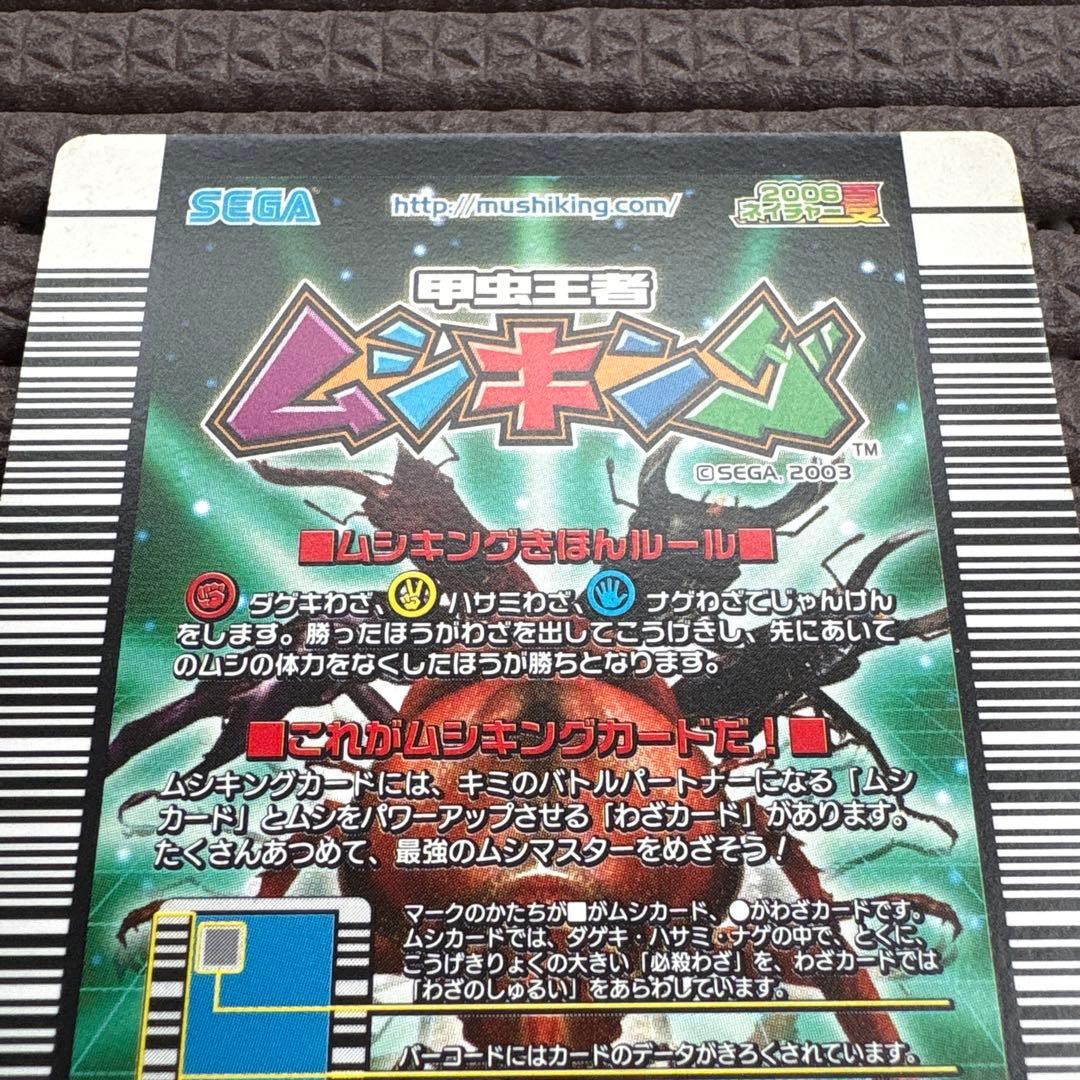 SEGA
http://mushiking.com/
2006
ネイチャー夏
甲虫王者
ムシキング
TM
©SEGA, 2003
■ムシキングきほんルール■
ダゲキわざ、ハサミわざ、ナゲわざでじゃんけん
をします。勝ったほうがわざを出してこうげきし、先にあいて
のムシの体力をなくしたほうが勝ちとなります。
■これがムシキングカードだ！■
ムシキングカードには、キミのバトルパートナーになる「ムシ
カード」とムシをパワーアップさせる「わざカード」があります。
たくさんあつめて、最強のムシマスターをめざそう！
マークのかたちが■がムシカード、●がわざカードです。
ムシカードでは、ダゲキ・ハサミ・ナゲの中で、とくに、
こうげきりょくの大きい「必殺わざ」を、わざカードでは
「わざのしゅるい」をあらわしています。
バーコードにはカードのデータがきろくされています。